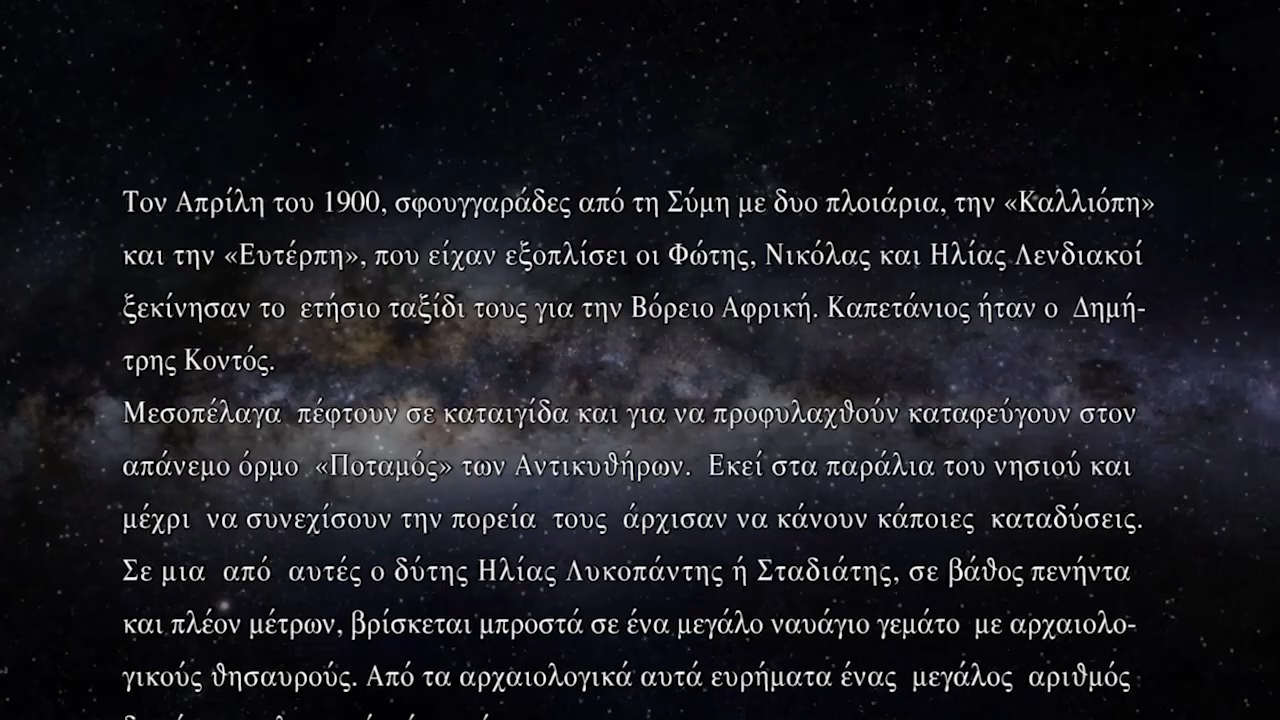 Τον Απρίλη του 1900, σφουγγαράδες από τη Σύμη με δυο πλοιάρια, την «Καλλιόπη»
και την «Ευτέρπη», που είχαν εξοπλίσει οι Φώτης, Νικόλας και Ηλίας Λενδιακοί
ξεκίνησαν το ετήσιο ταξίδι τους για την Βόρειο Αφρική. Καπετάνιος ήταν ο Δημή-
τρης Κοντός.
Μεσοπέλαγα πέφτουν σε καταιγίδα και για να προφυλαχθούν καταφεύγουν στον
απάνεμο όρμο «Ποταμός» των Αντικυθήρων. Εκεί στα παράλια του νησιού και
μέχρι να συνεχίσουν την πορεία τους άρχισαν να κάνουν κάποιες καταδύσεις.
Σε μια από αυτές ο δύτης Ηλίας Λυκοπάντης ή Σταδιάτης, σε βάθος πενήντα
και πλέον μέτρων, βρίσκεται μπροστά σε ένα μεγάλο ναυάγιο γεμάτο με αρχαιολο-
γικούς θησαυρούς. Από τα αρχαιολογικά αυτά ευρήματα ένας μεγάλος αριθμός